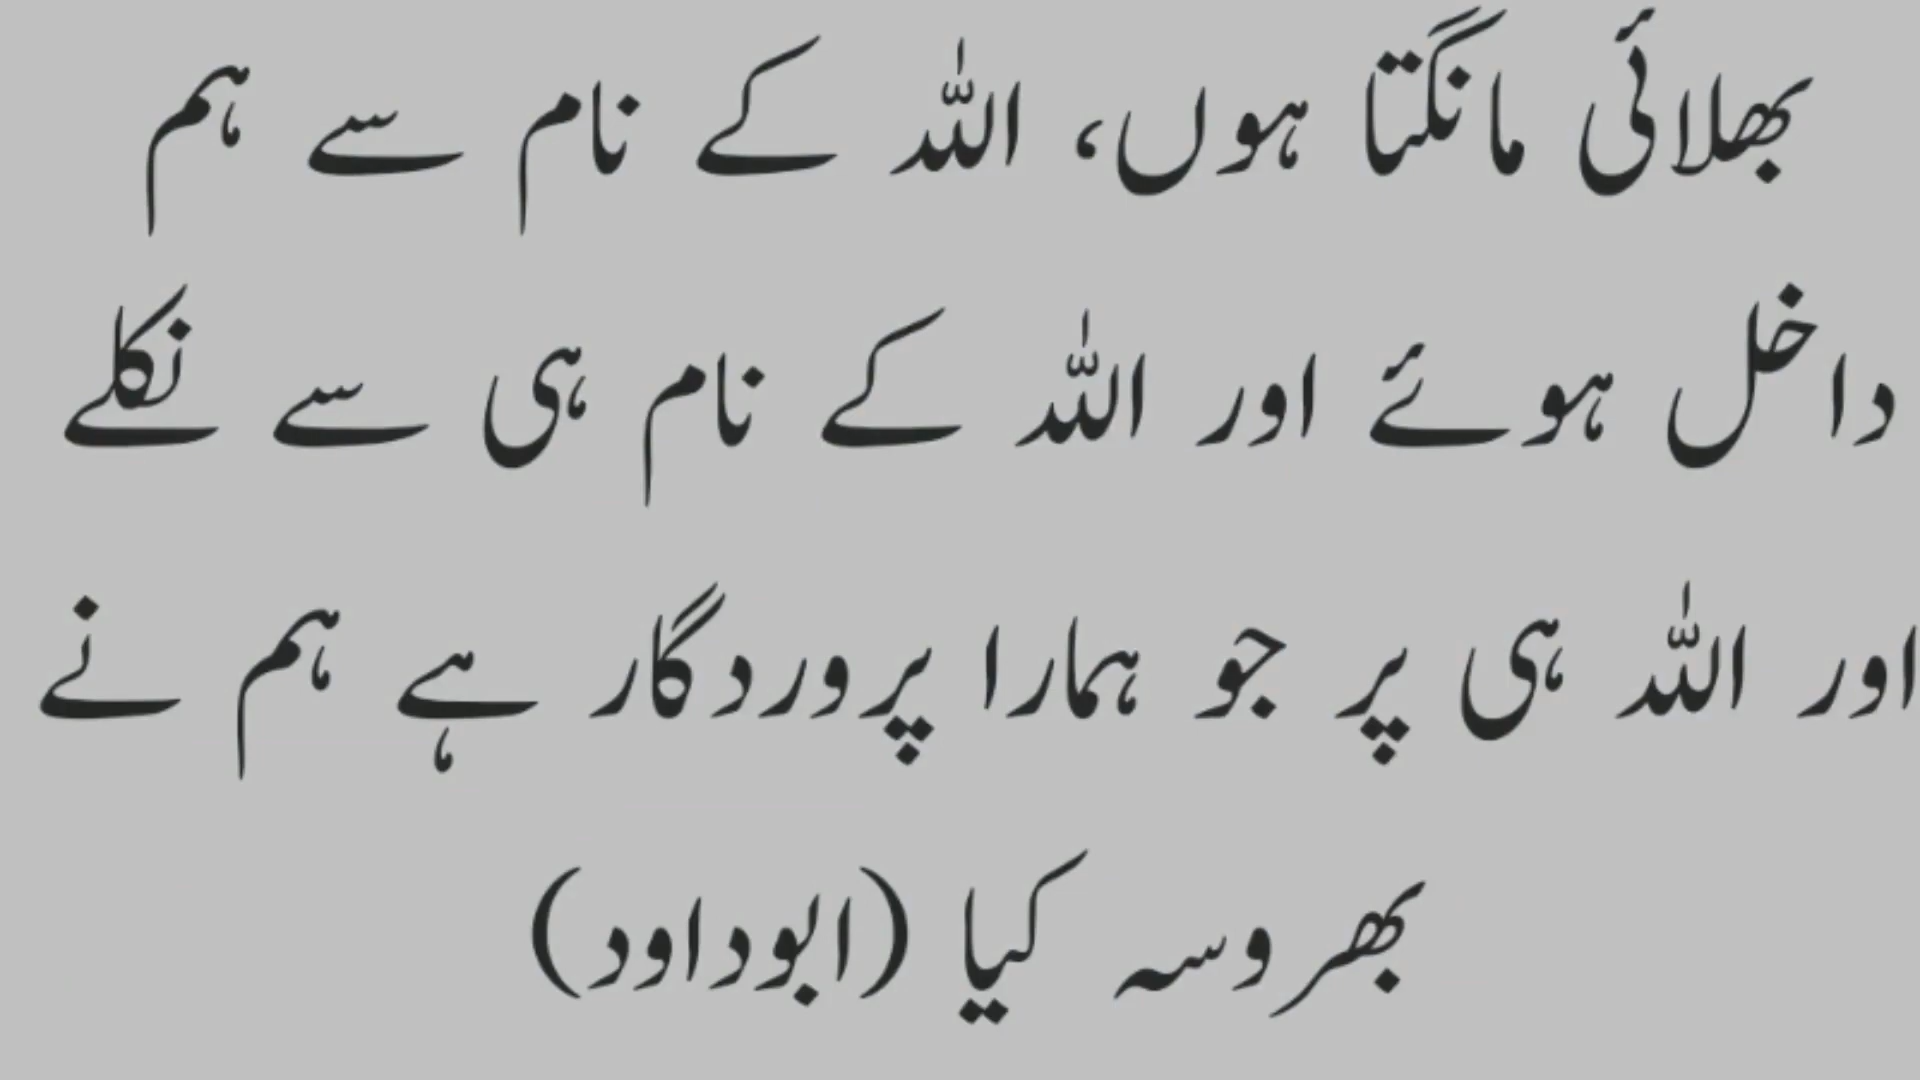 بھلائی مانگتا ہوں، اللہ کے نام سے ہم
داخل ہوئے اور اللہ کے نام ہی سے نکلے
اور اللہ ہی پر جو ہمارا پروردگار ہے ہم نے
بھروسہ کیا (ابوداود)